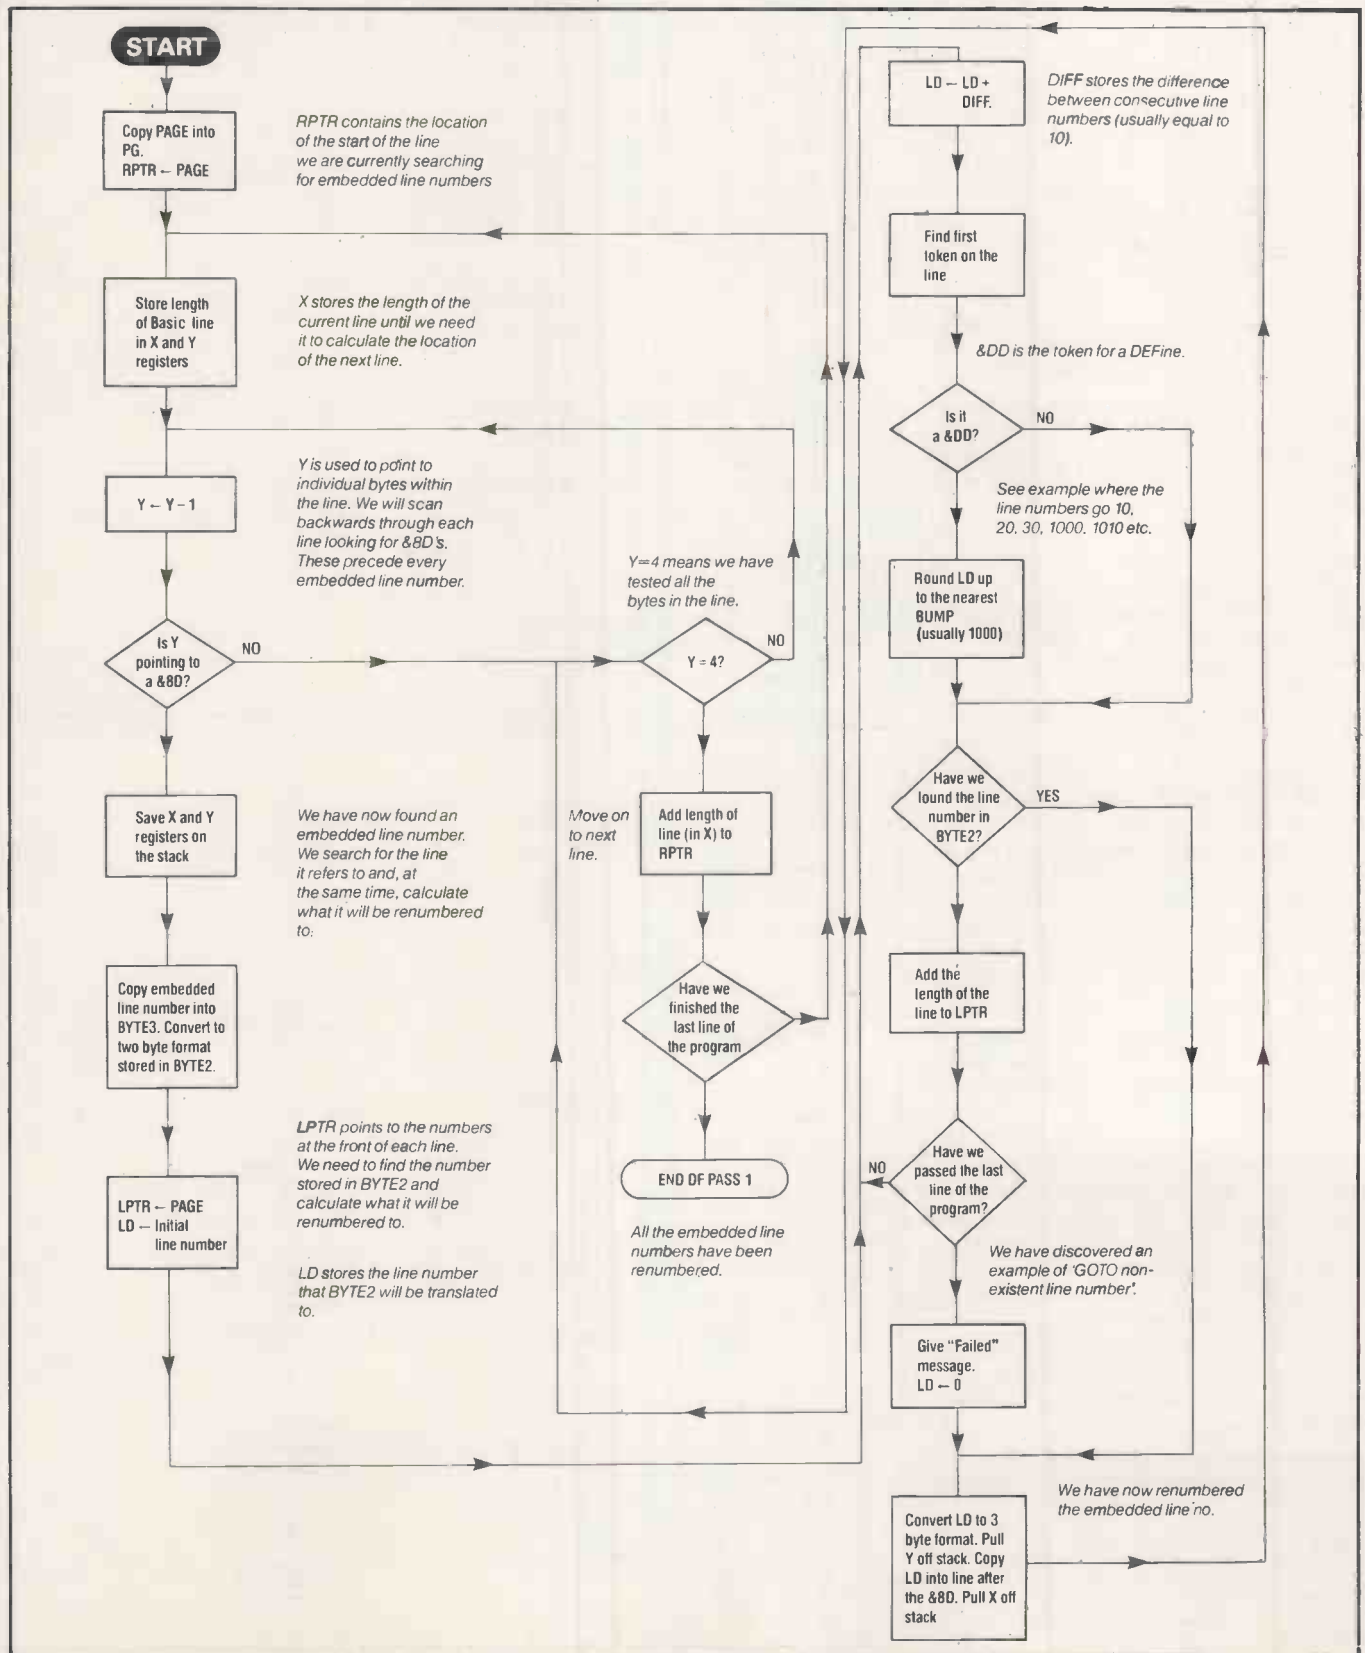 START
Copy PAGE into
PG.
RPTR ← PAGE
RPTR contains the location
of the start of the line
we are currently searching
for embedded line numbers
Store length
of Basic line
in X and Y
registers
X stores the length of the
current line until we need
it to calculate the location
of the next line.
Y ← Y – 1
Y is used to point to
individual bytes within
the line. We will scan
backwards through each
line looking for &8D's.
These precede every
embedded line number.
Is Y
pointing to
a &8D?
NO
Y=4 means we have
tested all the
bytes in the line.
Y = 4?
NO
Save X and Y
registers on
the stack
We have now found an
embedded line number.
We search for the line
it refers to and, at
the same time, calculate
what it will be renumbered
to.
Move on
to next
line.
Add length of
line (in X) to
RPTR
Copy embedded
line number into
BYTE3. Convert to
two byte format
stored in BYTE2.
Have we
finished the
last line of
the program
LPTR ← PAGE
LD ← Initial
line number
LPTR points to the numbers
at the front of each line.
We need to find the number
stored in BYTE2 and
calculate what it will be
renumbered to.
LD stores the line number
that BYTE2 will be translated
to.
END OF PASS 1
All the embedded line
numbers have been
renumbered.
LD ← LD +
DIFF.
DIFF stores the difference
between consecutive line
numbers (usually equal to
10).
Find first
token on the
line
&DD is the token for a DEFine.
Is it
a &DD?
NO
See example where the
line numbers go 10,
20, 30, 1000. 1010 etc.
Round LD up
to the nearest
BUMP
(usually 1000)
Have we
lound the line
number in
BYTE2?
YES
Add the
length of the
line to LPTR
Have we
passed the last
line of the
program?
NO
We have discovered an
example of 'GOTO non-
existent line number'.
Give "Failed"
message.
LD ← 0
We have now renumbered
the embedded line no.
Convert LD to 3
byte format. Pull
Y off stack. Copy
LD into line after
the &8D. Pull X off
stack